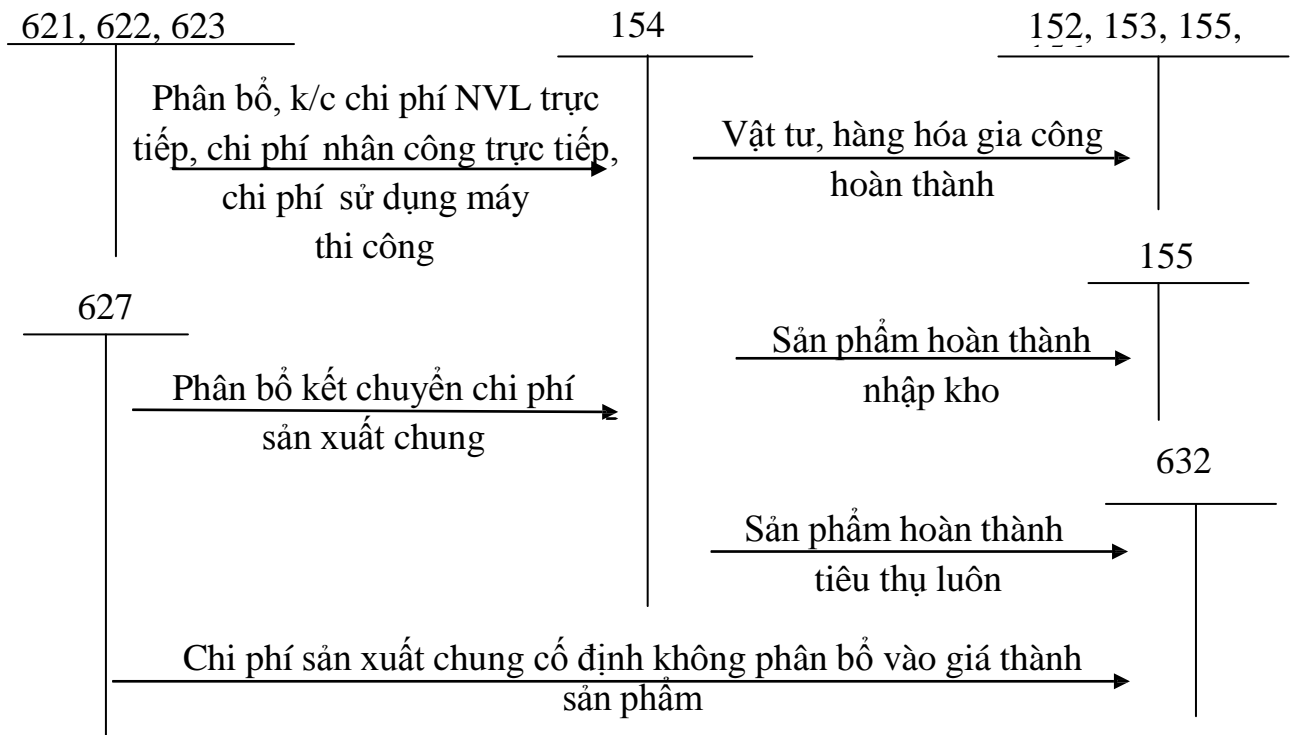 621, 622, 623
154
152, 153, 155,
Phân bổ, k/c chi phí NVL trực
tiếp, chi phí nhân công trực tiếp,
chi phí sử dụng máy
thi công
Vật tư, hàng hóa gia công
hoàn thành
155
627
Sản phẩm hoàn thành
nhập kho
Phân bổ kết chuyển chi phí
sản xuất chung
632
Sản phẩm hoàn thành
tiêu thụ luôn
Chi phí sản xuất chung cố định không phân bổ vào giá thành
sản phẩm